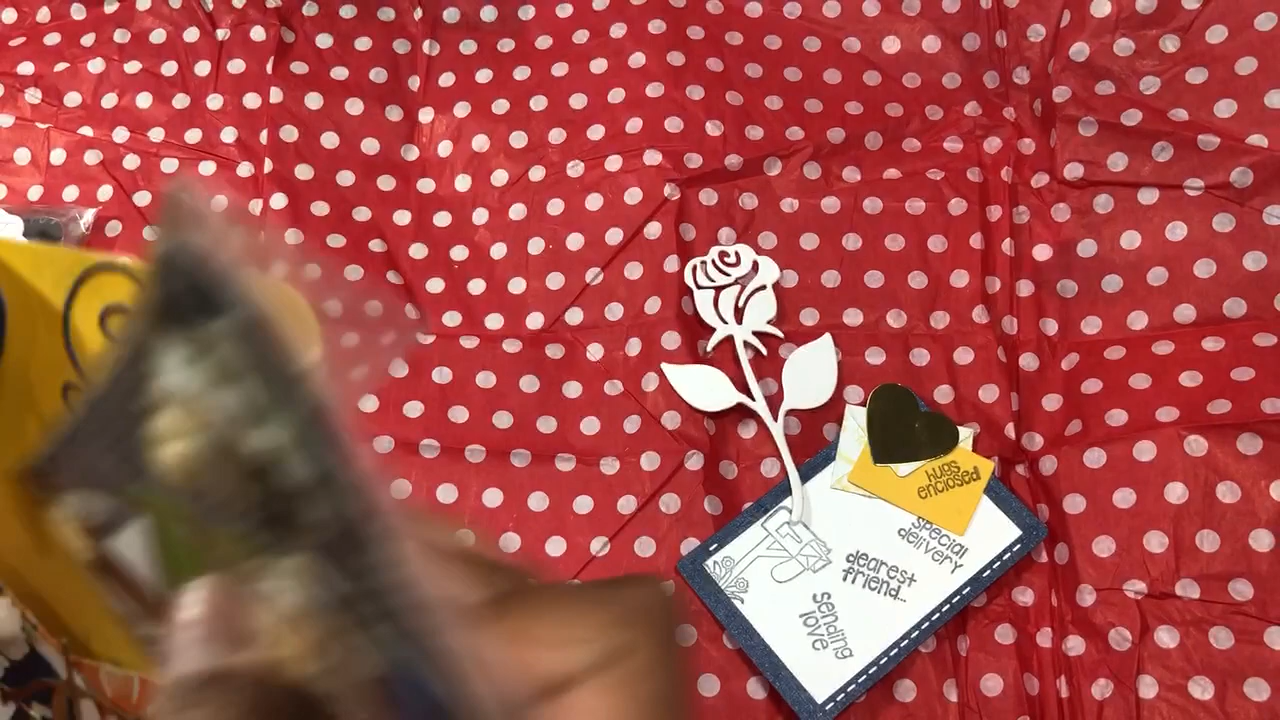 hugs
enclosed
special
delivery
dearest
friend...
sending
love